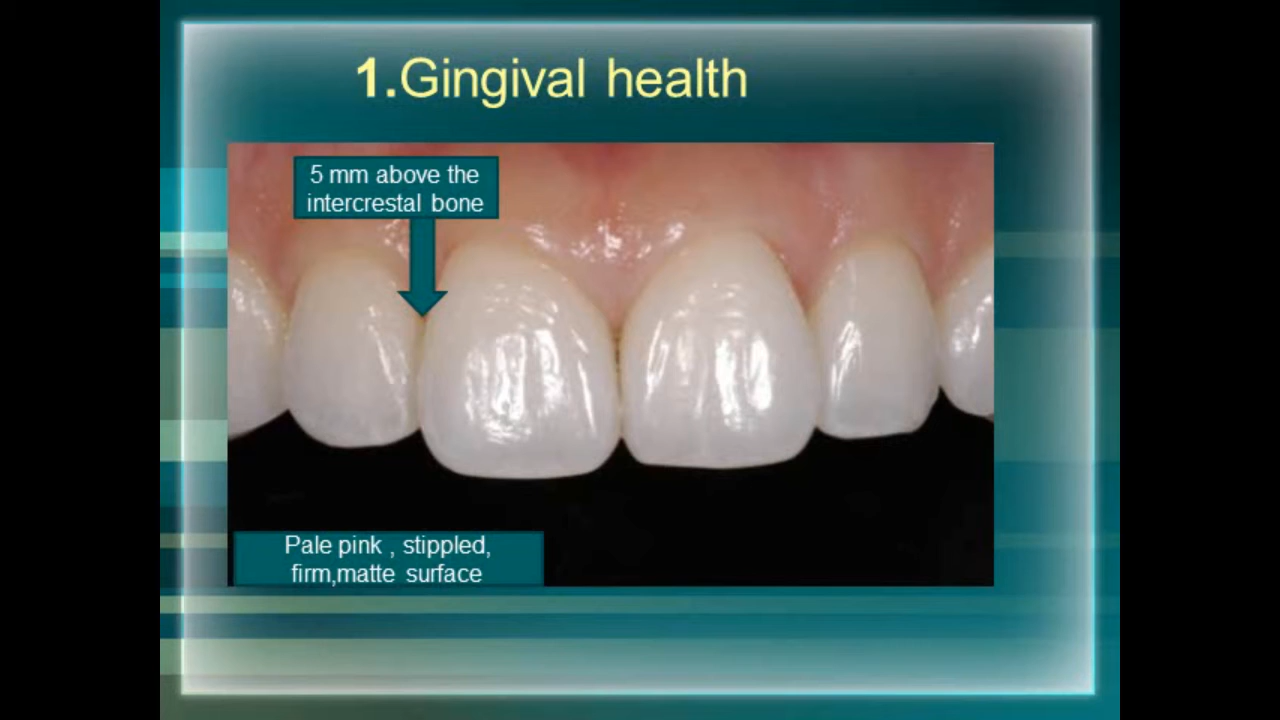 1.Gingival health
5 mm above the
intercrestal bone
Pale pink , stippled,
firm,matte surface